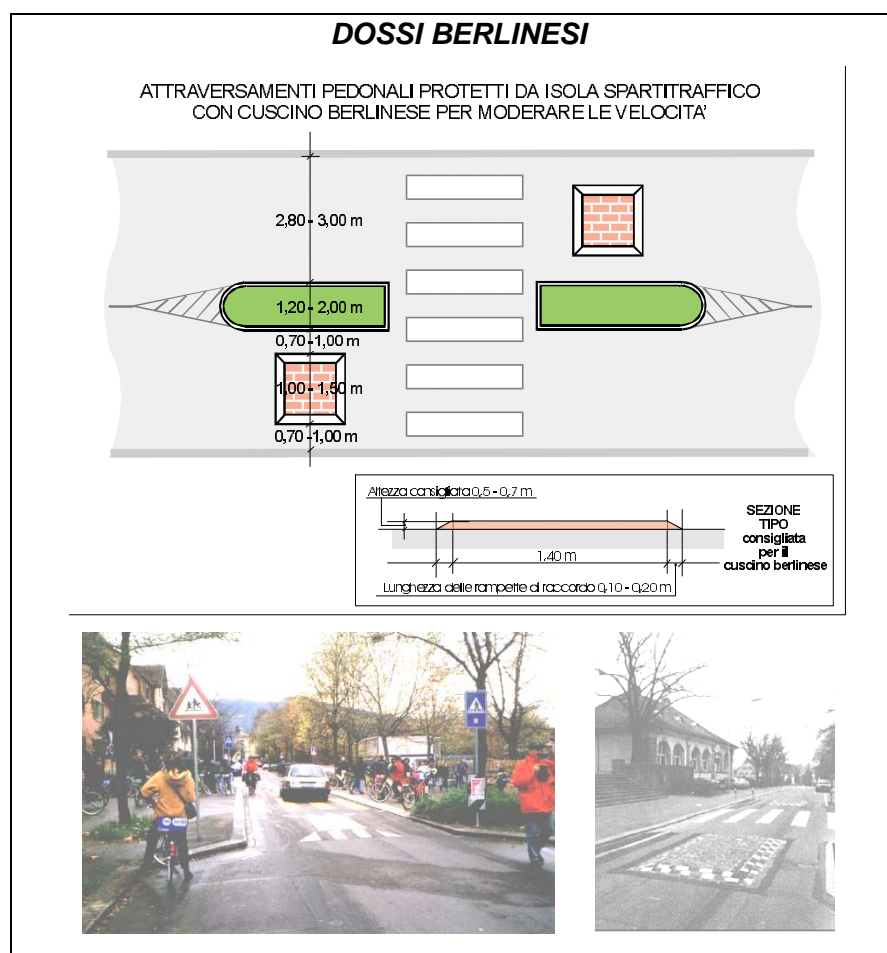 DOSSI BERLINESI
ATTRAVERSAMENTI PEDONALI PROTETTI DA ISOLA SPARTITRAFFICO
CON CUSCINO BERLINESE PER MODERARE LE VELOCITA'
2,80 - 3,00 m
1,20 - 2,00 m
0,70 - 1,00 m
1,00 - 1,50 m
0,70 - 1,00 m
Altezza consigliata 0,5 - 0,7 m
SEZIONE
TIPO
consigliata
per il
cuscino berlinese
1,40 m
Lunghezza delle rampette di raccordo 0,10 - 0,20 m